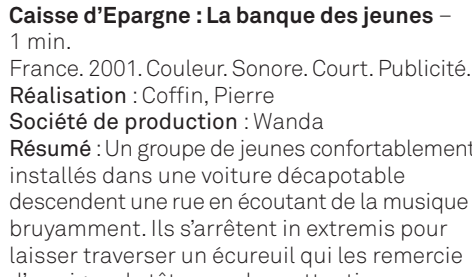 Caisse d’Epargne : La banque des jeunes –
1 min.
France. 2001. Couleur. Sonore. Court. Publicité.
Réalisation : Coffin, Pierre
Société de production : Wanda
Résumé : Un groupe de jeunes confortablement
installés dans une voiture décapotable
descendent une rue en écoutant de la musique
bruyamment. Ils s’arrêtent in extremis pour
laisser traverser un écureuil qui les remercie